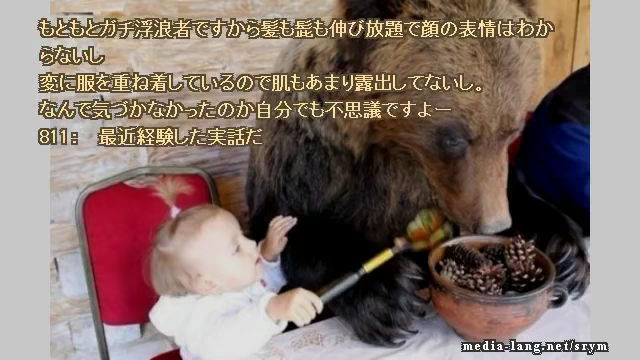 もともとガチ浮浪者ですから髪も髭も伸び放題で顔の表情はわか
らないし
変に服を重ね着しているので肌もあまり露出してないし。
なんで気づかなかったのか自分でも不思議ですよー
811： 最近経験した実話だ
media-lang.net/srym